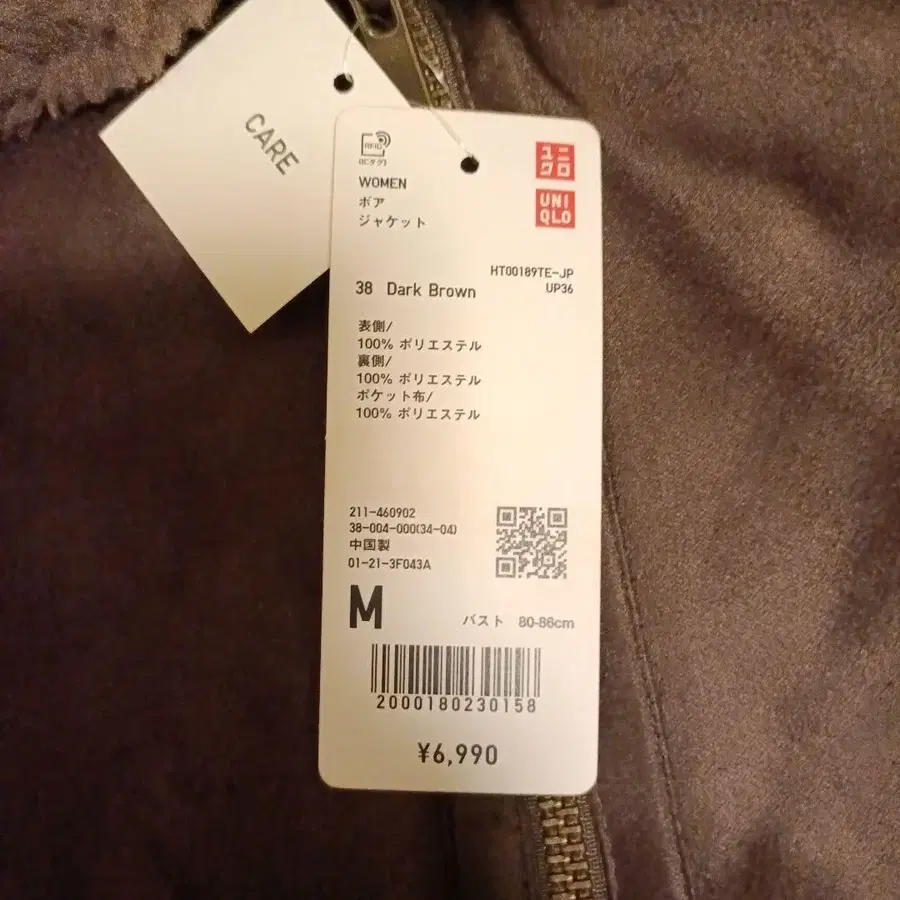 CARE
RFID
(ICタグ)
ユニ
クロ
UNI
QLO
WOMEN
ボア
ジャケット
HT00189TE-JP
UP36
38 Dark Brown
表側/
100% ポリエステル
裏側/
100% ポリエステル
ポケット布/
100% ポリエステル
211-460902
38-004-000(34-04)
中国製
01-21-3F043A
M
バスト 80-86cm
2000180230158
¥6,990